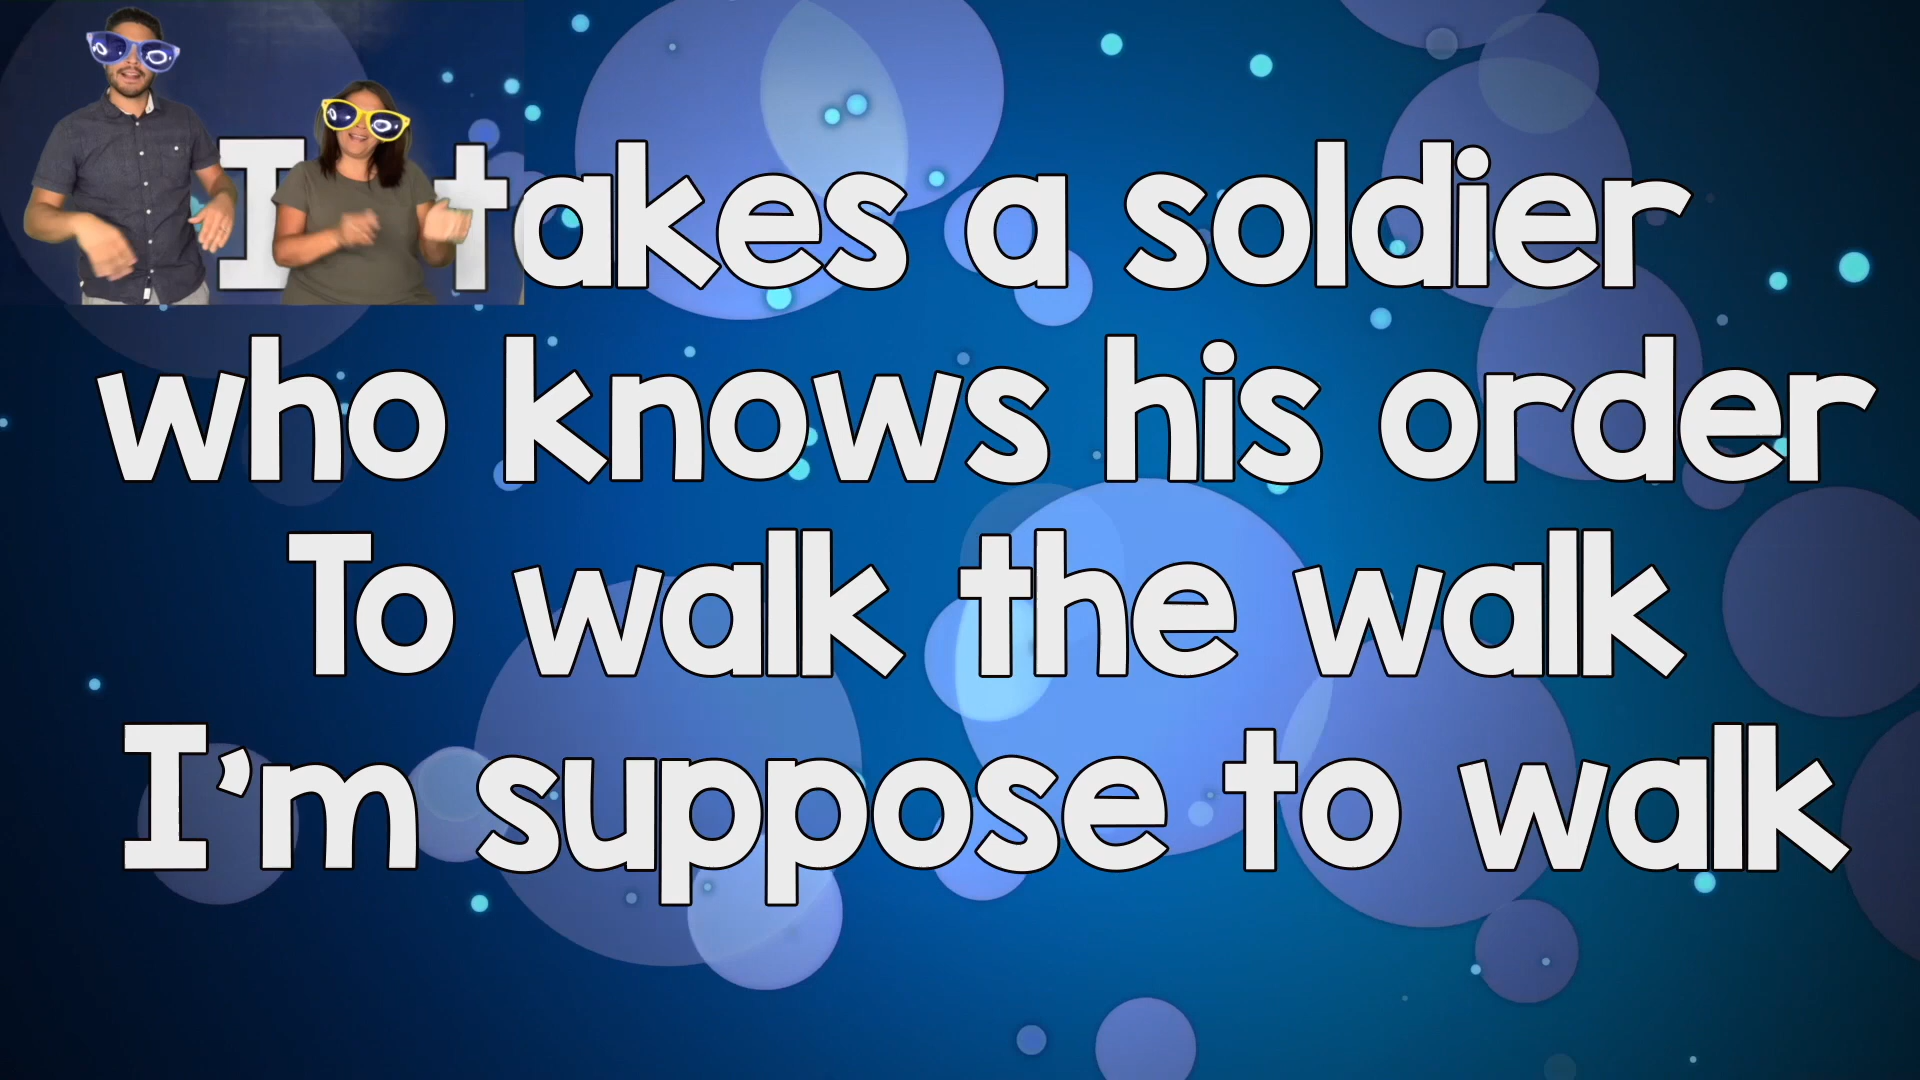 It takes a soldier
who knows his order
To walk the walk
I'm suppose to walk